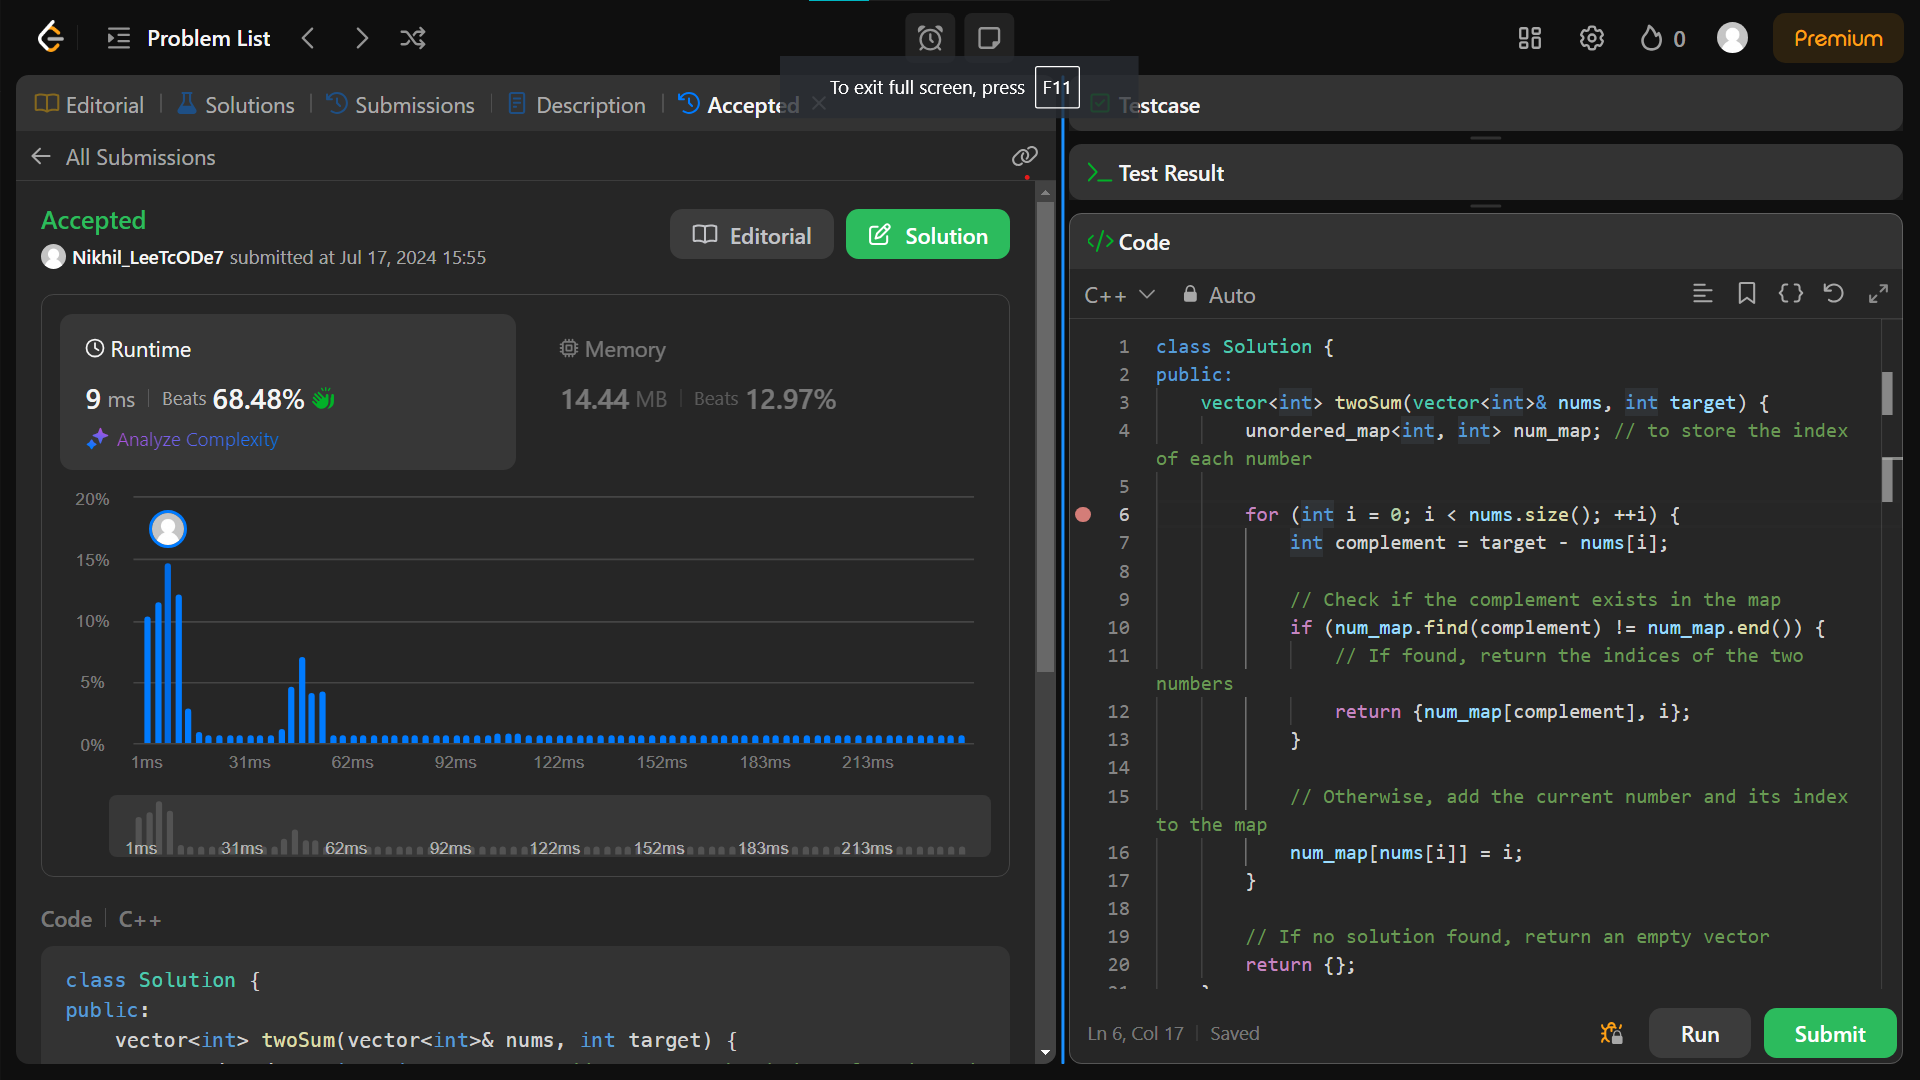 Problem List
0
Premium
To exit full screen, press F11
Editorial
Solutions
Submissions
Description
Accepted
All Submissions
Accepted
Nikhil_LeeTcODe7 submitted at Jul 17, 2024 15:55
Editorial
Solution
Runtime
9 ms
Beats 68.48%
Analyze Complexity
Memory
14.44 MB
Beats 12.97%
20%
15%
10%
5%
0%
1ms 31ms 62ms 92ms 122ms 152ms 183ms 213ms
1ms 31ms 62ms 92ms 122ms 152ms 183ms 213ms
Code
C++
class Solution {
public:
vector<int> twoSum(vector<int>& nums, int target) {
Testcase
Test Result
Code
C++
Auto
1 class Solution {
2 public:
3 vector<int> twoSum(vector<int>& nums, int target) {
4 unordered_map<int, int> num_map; // to store the index
of each number
5
6 for (int i = 0; i < nums.size(); ++i) {
7 int complement = target - nums[i];
8
9 // Check if the complement exists in the map
10 if (num_map.find(complement) != num_map.end()) {
11 // If found, return the indices of the two
numbers
12 return {num_map[complement], i};
13 }
14
15 // Otherwise, add the current number and its index
to the map
16 num_map[nums[i]] = i;
17 }
18
19 // If no solution found, return an empty vector
20 return {};
Ln 6, Col 17
Saved
Run
Submit